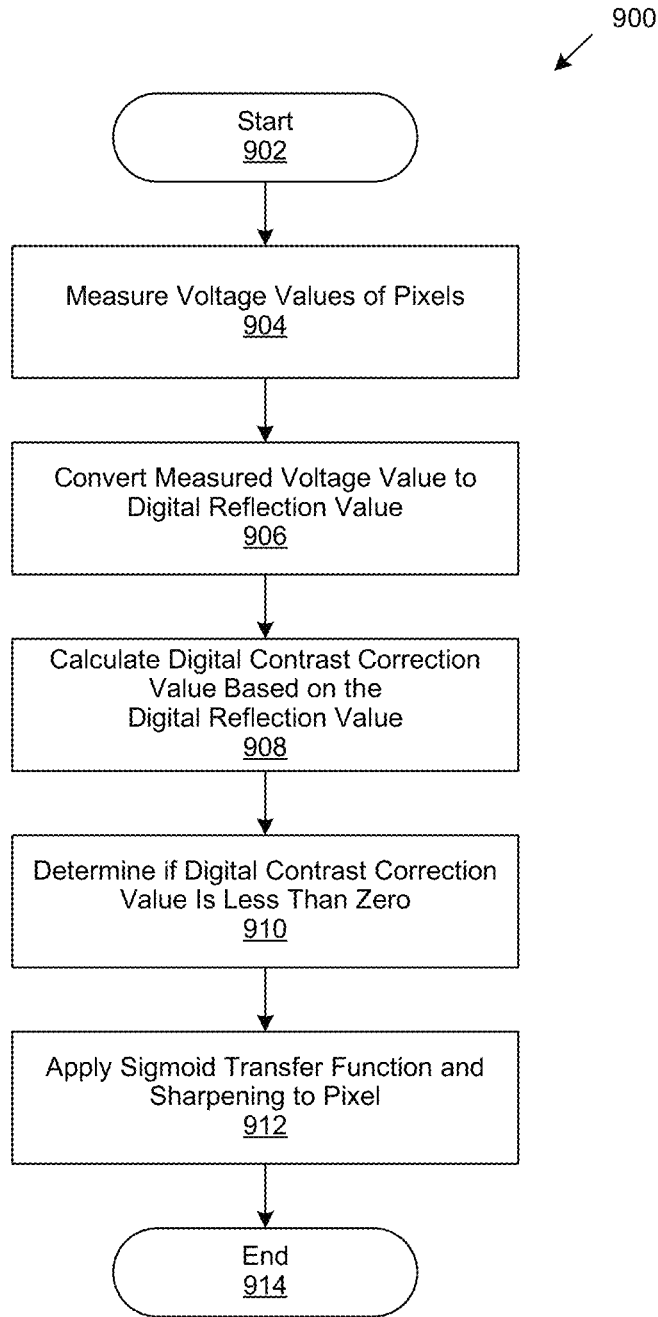 900
Start
902
Measure Voltage Values of Pixels
904
Convert Measured Voltage Value to
Digital Reflection Value
906
Calculate Digital Contrast Correction
Value Based on the
Digital Reflection Value
908
Determine if Digital Contrast Correction
Value Is Less Than Zero
910
Apply Sigmoid Transfer Function and
Sharpening to Pixel
912
End
914